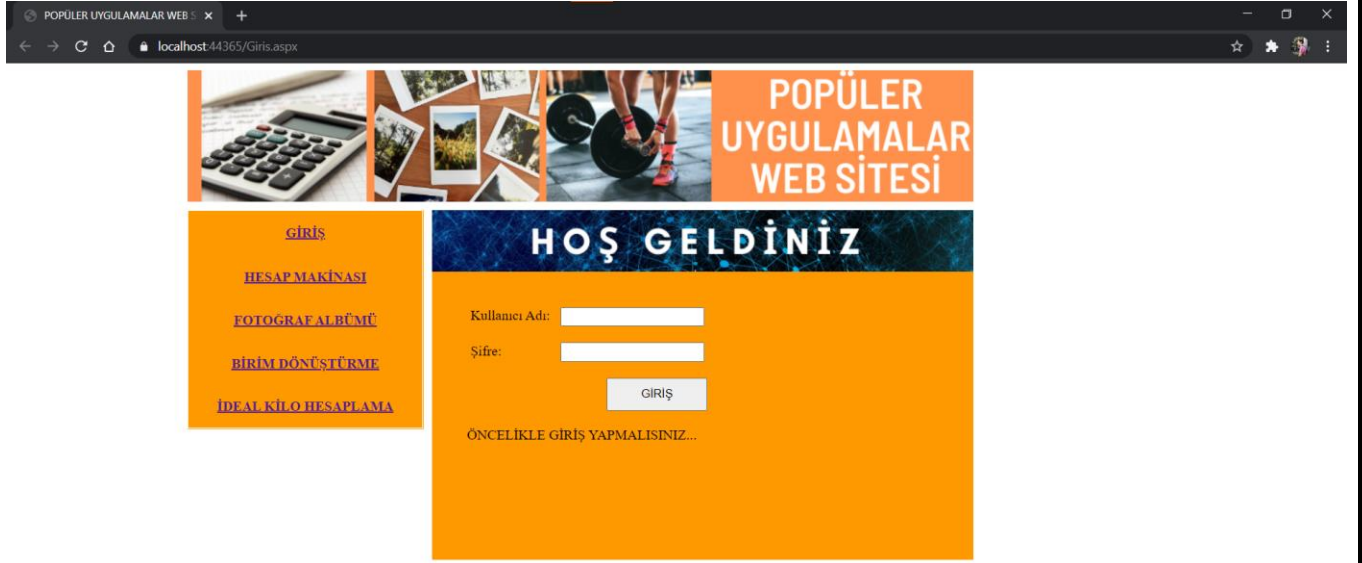 POPÜLER UYGULAMALAR WEB S
localhost:44365/Giris.aspx
POPÜLER
UYGULAMALAR
WEB SİTESİ
GİRİŞ
HESAP MAKİNASI
FOTOĞRAF ALBÜMÜ
BİRİM DÖNÜŞTÜRME
İDEAL KİLO HESAPLAMA
HOŞ GELDİNİZ
Kullanıcı Adı:
Şifre:
GİRİŞ
ÖNCELİKLE GİRİŞ YAPMALISINIZ...